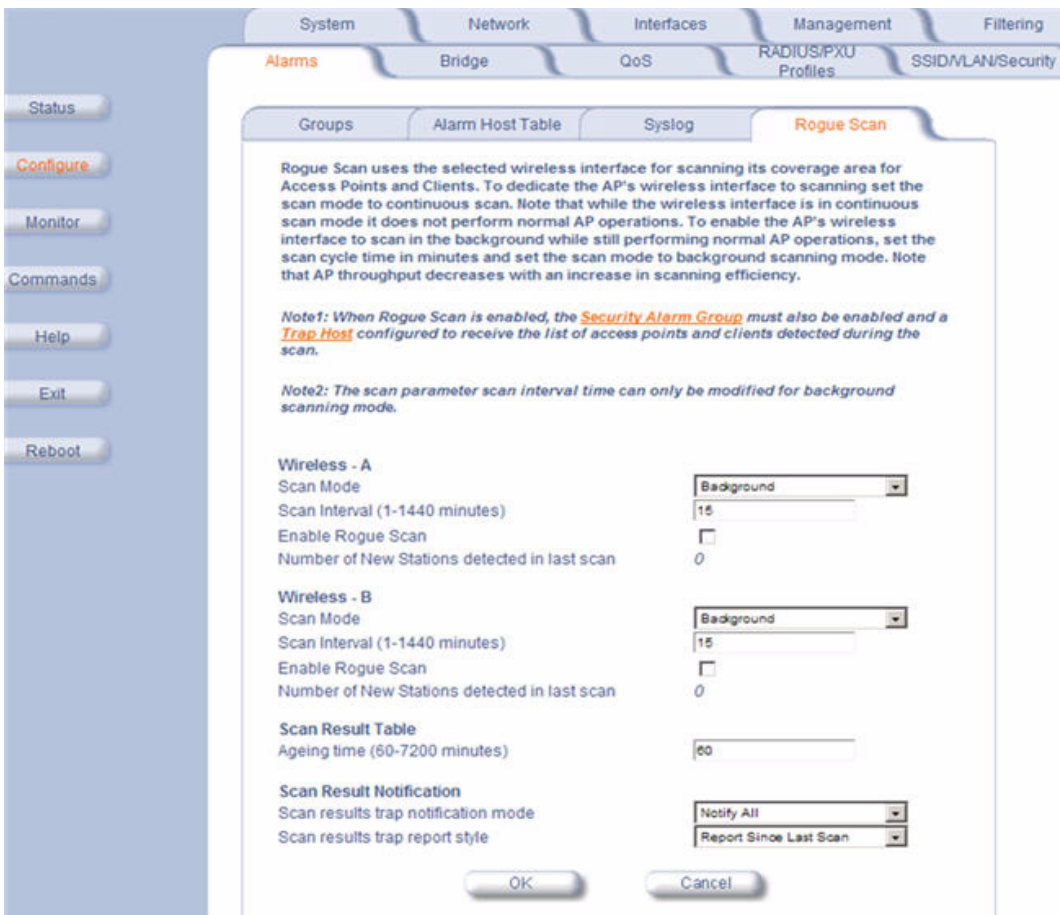 System Network Interfaces Management Filtering
Alarms Bridge QoS RADIUS/PXU Profiles SSID/VLAN/Security
Status
Configure
Monitor
Commands
Help
Exit
Reboot
Groups Alarm Host Table Syslog Rogue Scan
Rogue Scan uses the selected wireless interface for scanning its coverage area for
Access Points and Clients. To dedicate the AP's wireless interface to scanning set the
scan mode to continuous scan. Note that while the wireless interface is in continuous
scan mode it does not perform normal AP operations. To enable the AP's wireless
interface to scan in the background while still performing normal AP operations, set the
scan cycle time in minutes and set the scan mode to background scanning mode. Note
that AP throughput decreases with an increase in scanning efficiency.
Note1: When Rogue Scan is enabled, the Security Alarm Group must also be enabled and a
Trap Host configured to receive the list of access points and clients detected during the
scan.
Note2: The scan parameter scan interval time can only be modified for background
scanning mode.
Wireless - A
Scan Mode Background
Scan Interval (1-1440 minutes) 15
Enable Rogue Scan
Number of New Stations detected in last scan 0
Wireless - B
Scan Mode Background
Scan Interval (1-1440 minutes) 15
Enable Rogue Scan
Number of New Stations detected in last scan 0
Scan Result Table
Ageing time (60-7200 minutes) 60
Scan Result Notification
Scan results trap notification mode Notify All
Scan results trap report style Report Since Last Scan
OK Cancel